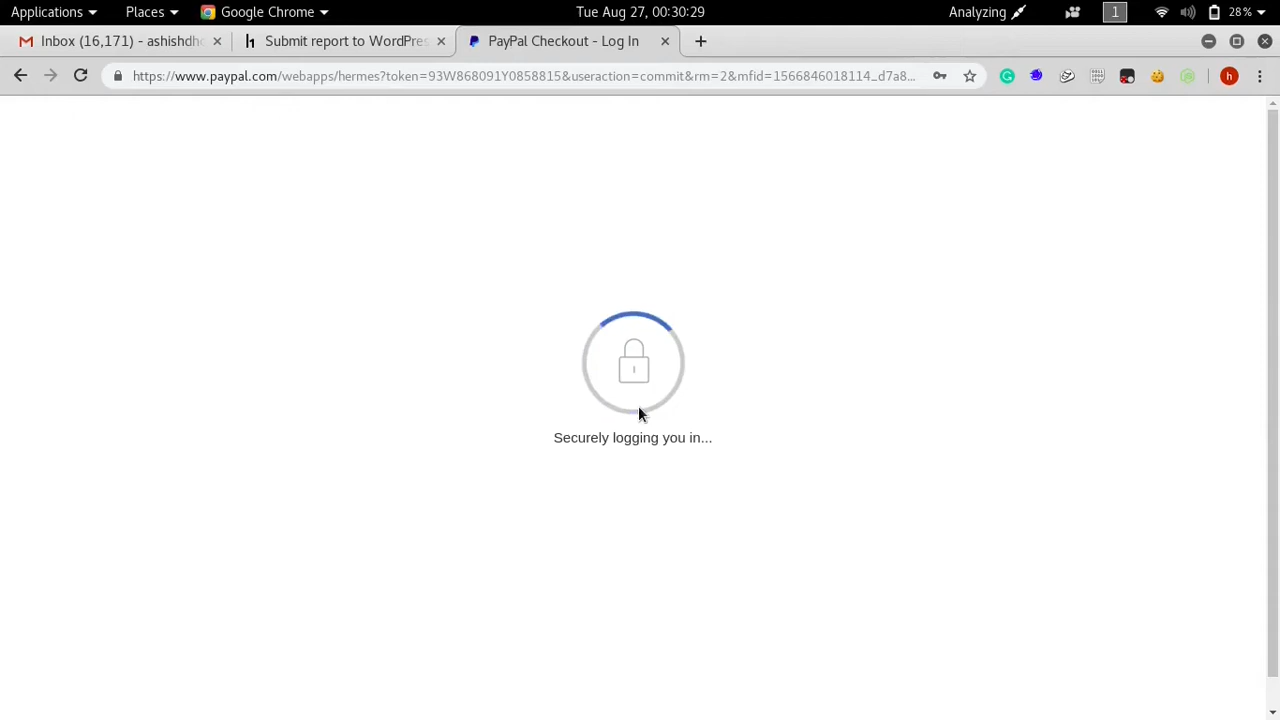 Applications Places Google Chrome Tue Aug 27, 00:30:29 Analyzing 1 28%
Inbox (16,171) - ashishdh Submit report to WordPres PayPal Checkout - Log In
https://www.paypal.com/webapps/hermes?token=93W868091Y0858815&useraction=commit&rm=2&mfid=1566846018114_d7a8... h
Securely logging you in...